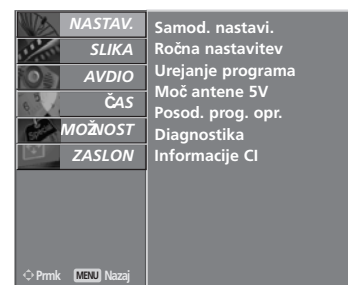 NASTAV.
SLIKA
AVDIO
ČAS
MOŽNOST
ZASLON
Prmk MENU Nazaj
Samod. nastavi.
Ročna nastavitev
Urejanje programa
Moč antene 5V
Posod. prog. opr.
Diagnostika
Informacije CI